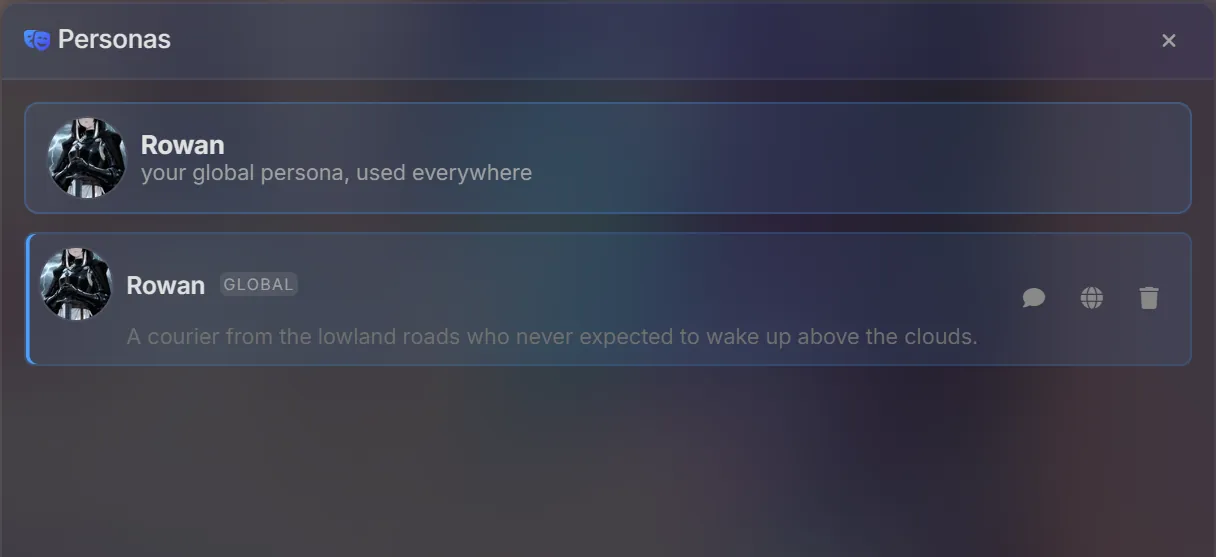 Personas
Rowan
your global persona, used everywhere
Rowan GLOBAL
A courier from the lowland roads who never expected to wake up above the clouds.